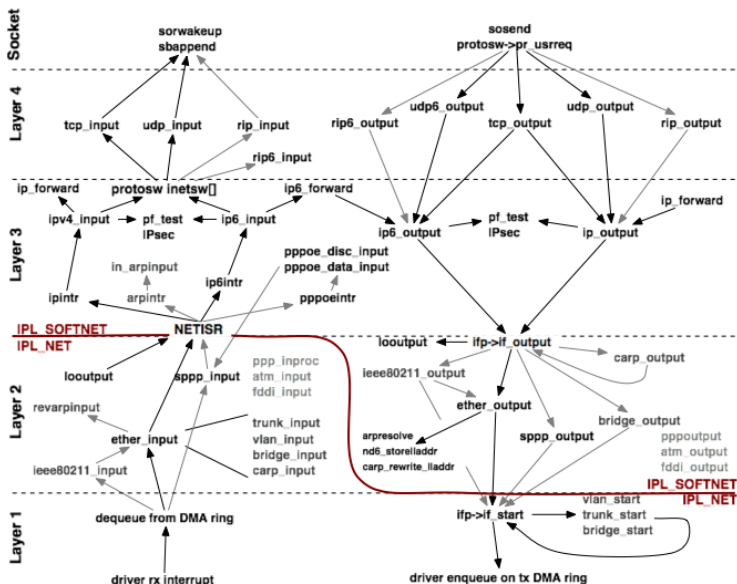 Socket
sorwakeup
sbappend
sosend
protosw->pr_usrreq
Layer 4
tcp_input
udp_input
rip_input
rip6_input
rip6_output
udp6_output
tcp_output
udp_output
rip_output
ip_forward
protosw inetsw[]
ip6_forward
ip_forward
Layer 3
ipv4_input
pf_test
IPsec
ip6_input
ip6_output
pf_test
IPsec
ip_output
in_arpinput
pppoe_disc_input
pppoe_data_input
ip6intr
ipintr
arpintr
pppoeintr
IPL_SOFTNET
NETISR
IPL_NET
looutput
ifp->if_output
Layer 2
looutput
sppp_input
ppp_inproc
atm_input
fddi_input
revarpinput
ether_input
trunk_input
vlan_input
bridge_input
carp_input
ieee80211_input
ieee80211_output
carp_output
ether_output
bridge_output
arpresolve
nd6_storelladdr
carp_rewrite_lladdr
sppp_output
pppoutput
atm_output
fddi_output
IPL_SOFTNET
IPL_NET
Layer 1
dequeue from DMA ring
ifp->if_start
vlan_start
trunk_start
bridge_start
driver rx interrupt
driver enqueue on tx DMA ring